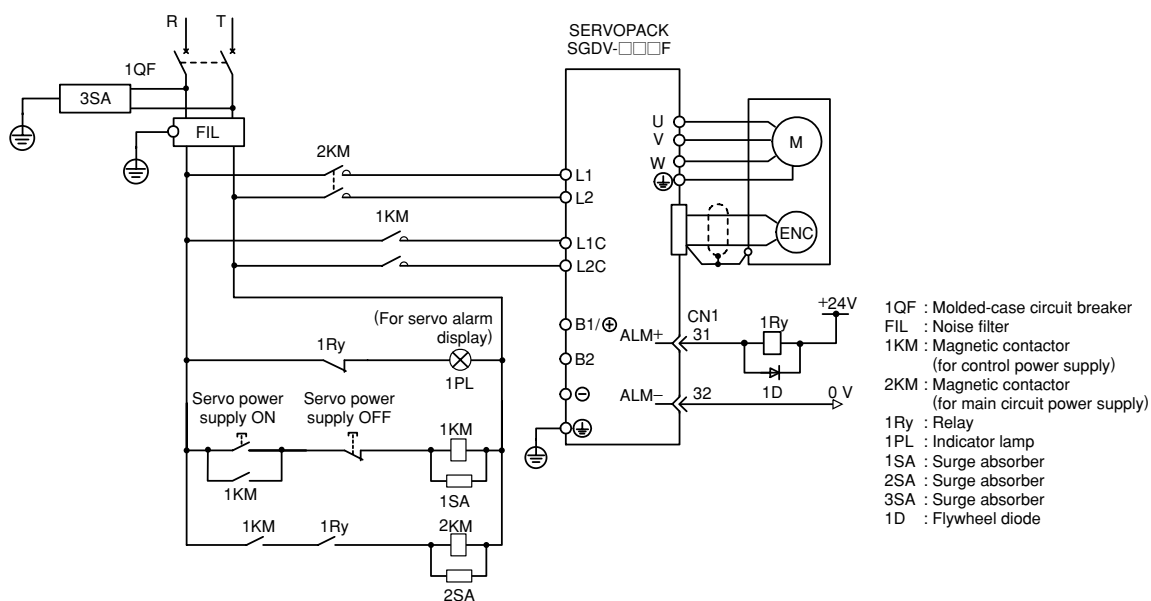 R T
SERVOPACK
SGDV-□□□F
1QF
3SA
FIL
U
V
W
M
2KM
L1
L2
1KM
L1C
L2C
ENC
(For servo alarm
display)
1Ry
1PL
B1/⊕
B2
⊖
ALM+
CN1
31
1Ry
+24V
ALM−
32
1D
0 V
Servo power
supply ON
Servo power
supply OFF
1KM
1KM
1SA
1KM
1Ry
2KM
2SA
1QF : Molded-case circuit breaker
FIL : Noise filter
1KM : Magnetic contactor
(for control power supply)
2KM : Magnetic contactor
(for main circuit power supply)
1Ry : Relay
1PL : Indicator lamp
1SA : Surge absorber
2SA : Surge absorber
3SA : Surge absorber
1D : Flywheel diode